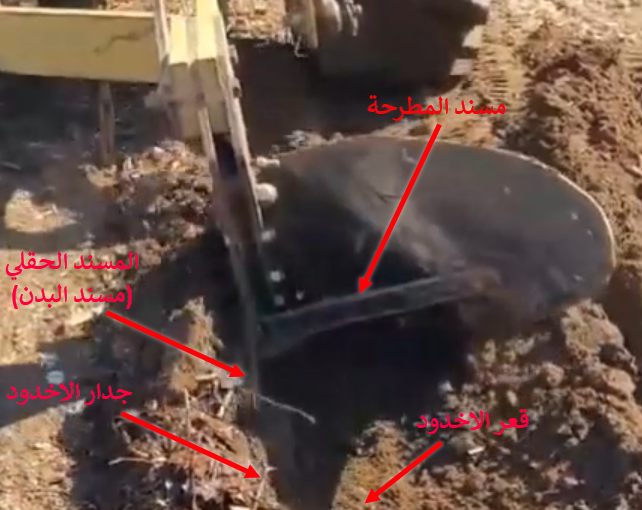 مسند المطرحة
المسند الحقلي
(مسند البدن)
جدار الاخدود
قعر الاخدود